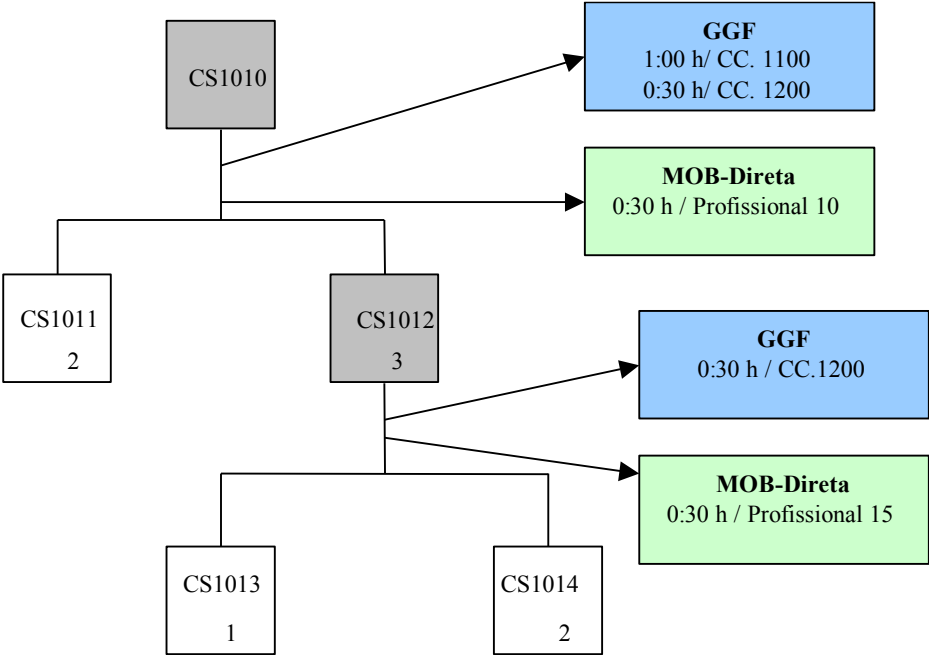 CS1010
GGF
1:00 h/ CC. 1100
0:30 h/ CC. 1200
MOB-Direta
0:30 h / Profissional 10
CS1011
2
CS1012
3
GGF
0:30 h / CC.1200
MOB-Direta
0:30 h / Profissional 15
CS1013
1
CS1014
2